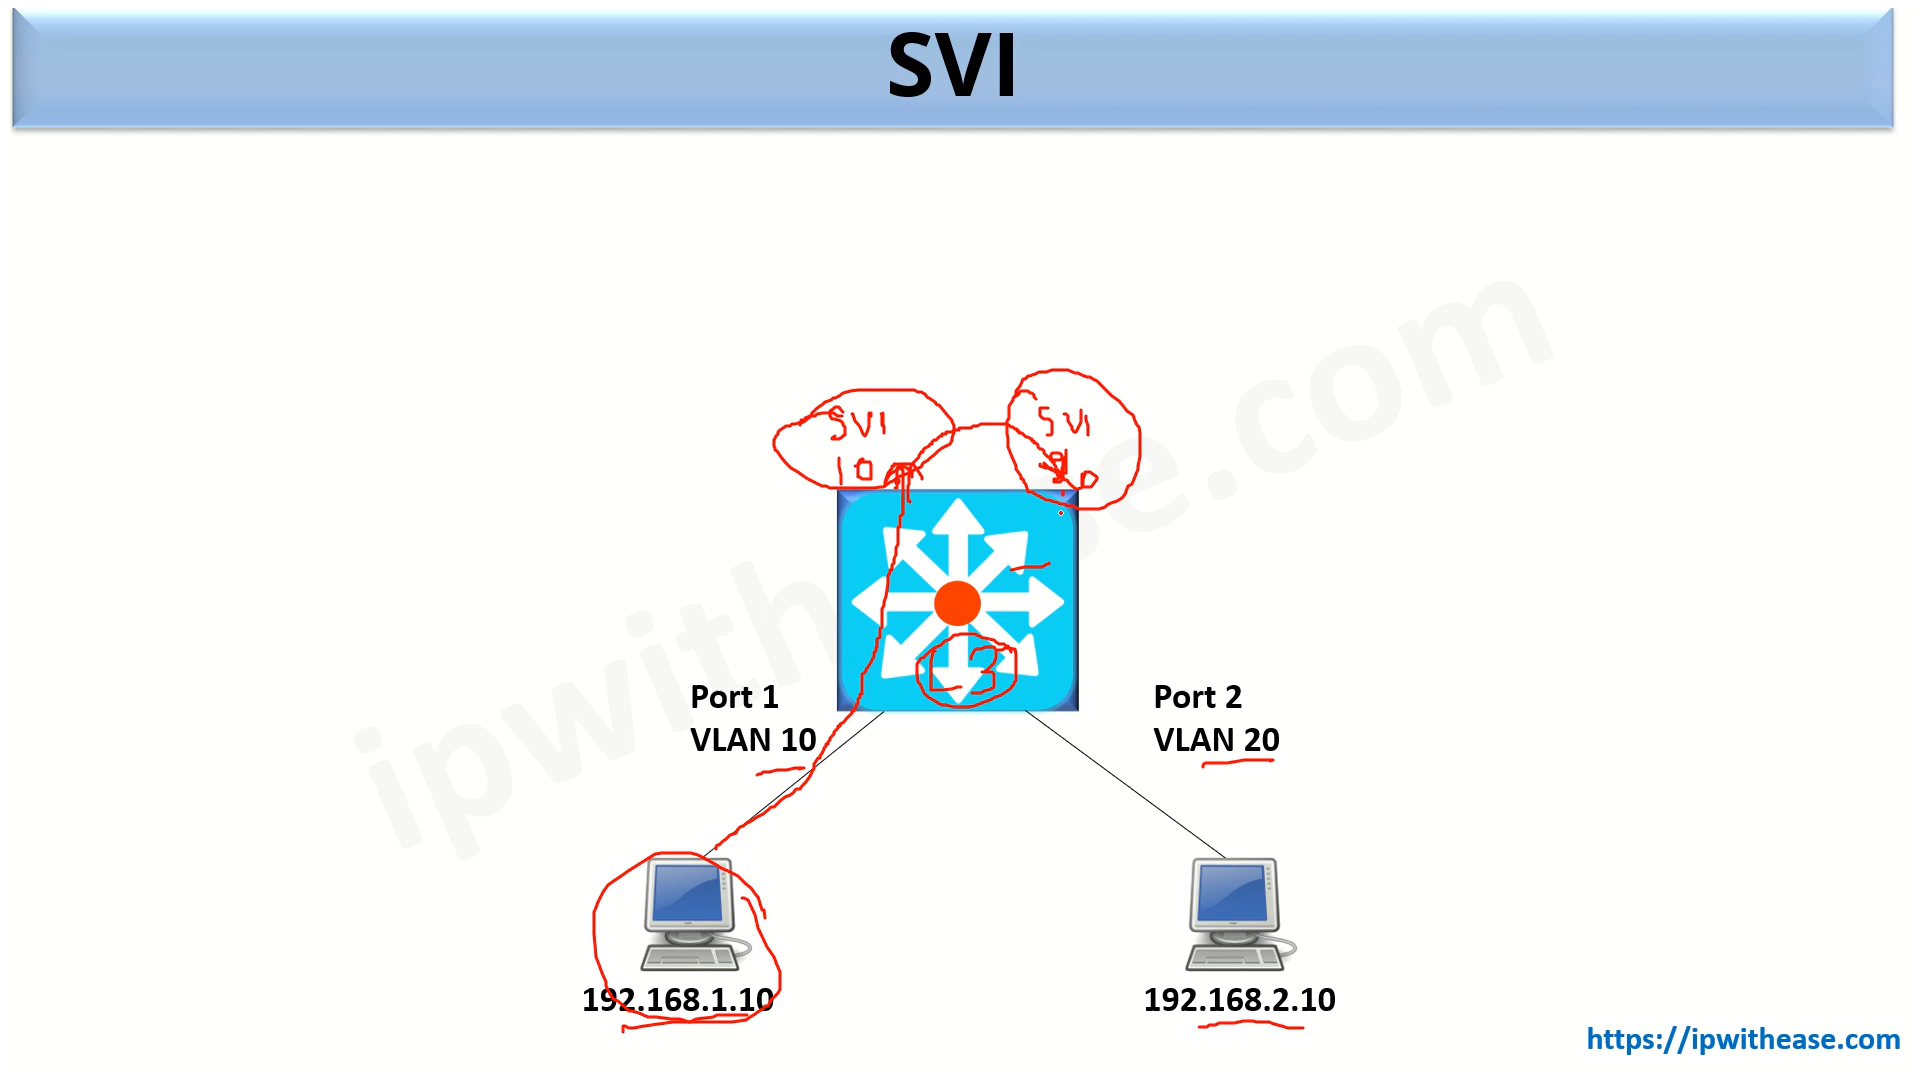 SVI
ipwithease.com
SVI
10
SVI
L3
Port 1
VLAN 10
Port 2
VLAN 20
192.168.1.10
192.168.2.10
https://ipwithease.com